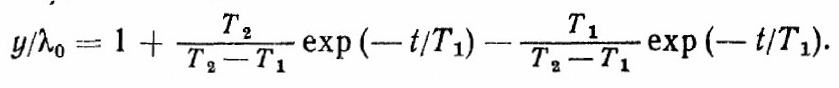 y/λ₀ = 1 + T₂/(T₂ − T₁) exp (− t/T₁) − T₁/(T₂ − T₁) exp (− t/T₁).